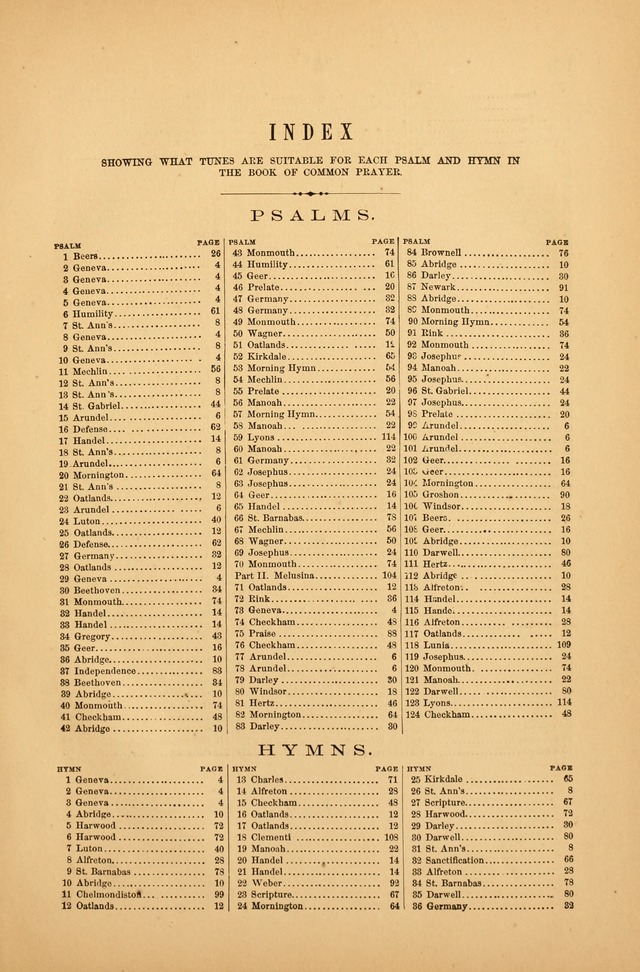 INDEX
SHOWING WHAT TUNES ARE SUITABLE FOR EACH PSALM AND HYMN IN
THE BOOK OF COMMON PRAYER.
PSALMS.
PSALM PAGE
1 Beers 26
2 Geneva 4
3 Geneva 4
4 Geneva 4
5 Geneva 4
6 Humility 61
7 St. Ann's 8
8 Geneva 4
9 St. Ann's 8
10 Geneva 4
11 Mechlin 56
12 St. Ann's 8
13 St. Ann's 8
14 St. Gabriel 44
15 Arundel 6
16 Defense 62
17 Handel 14
18 St. Ann's 8
19 Arundel 6
20 Mornington 64
21 St. Ann's 8
22 Oatlands 12
23 Arundel 6
24 Luton 40
25 Oatlands 12
26 Defense 62
27 Germany 32
28 Oatlands 12
29 Geneva 4
30 Beethoven 34
31 Monmouth 74
32 Handel 14
33 Handel 14
34 Gregory 43
35 Geer 16
36 Abridge 10
37 Independence 83
38 Beethoven 34
39 Abridge 10
40 Monmouth 74
41 Checkham 48
42 Abridge 10
PSALM PAGE
43 Monmouth 74
44 Humility 61
45 Geer 16
46 Prelate 20
47 Germany 32
48 Germany 32
49 Monmouth 74
50 Wagner 50
51 Oatlands 12
52 Kirkdale 65
53 Morning Hymn 54
54 Mechlin 56
55 Prelate 20
56 Manoah 22
57 Morning Hymn 54
58 Manoah 22
59 Lyons 114
60 Manoah 22
61 Germany 32
62 Josephus 24
63 Josephus 24
64 Geer 16
65 Handel 14
66 St. Barnabas 78
67 Mechlin 56
68 Wagner 50
69 Josephus 24
70 Monmouth 74
Part II. Melusina 104
71 Oatlands 12
72 Rink 36
73 Geneva 4
74 Checkham 48
75 Praise 88
76 Checkham 48
77 Arundel 6
78 Arundel 6
79 Darley 30
80 Windsor 18
81 Hertz 46
82 Mornington 64
83 Darley 30
PSALM PAGE
84 Brownell 76
85 Abridge 10
86 Darley 30
87 Newark 91
88 Abridge 10
89 Monmouth 74
90 Morning Hymn 54
91 Rink 36
92 Monmouth 74
93 Josephus 24
94 Manoah 22
95 Josephus 24
96 St. Gabriel 44
97 Josephus 24
98 Prelate 20
99 Arundel 6
100 Arundel 6
101 Arundel 6
102 Geer 16
Geer 16
Mornington 64
105 Groshon 90
Windsor 18
Beers 26
Geer 16
Abridge 10
110 Darwell 80
111 Hertz 46
112 Abridge 10
Alfreton 28
114 Handel 14
115 Hande 14
116 Alfreton 28
117 Oatlands 12
118 Lunia 109
119 Josephus 24
120 Monmouth 74
121 Manoah 22
122 Darwell 80
123 Lyons 114
124 Checkham 48
HYMNS.
HYMN PAGE
1 Geneva 4
2 Geneva 4
3 Geneva 4
4 Abridge 10
5 Harwood 72
6 Harwood 72
7 Luton 40
8 Alfreton 28
9 St. Barnabas 78
10 Abridge 10
11 Chelmondiston 99
12 Oatlands 12
HYMN PAGE
13 Charles 71
14 Alfreton 28
15 Checkham 48
16 Oatlands 12
17 Oatlands 12
18 Clementi 108
19 Manoah 22
20 Handel 14
21 Handel 14
22 Weber 92
23 Scripture 67
24 Mornington 64
HYMN PAGE
25 Kirkdale 65
26 St. Ann's 8
27 Scripture 67
28 Harwood 72
29 Darley 30
30 Darwell 80
31 St. Ann's 8
32 Sanctification 66
33 Alfreton 28
34 St. Barnabas 78
35 Darwell 80
36 Germany 32